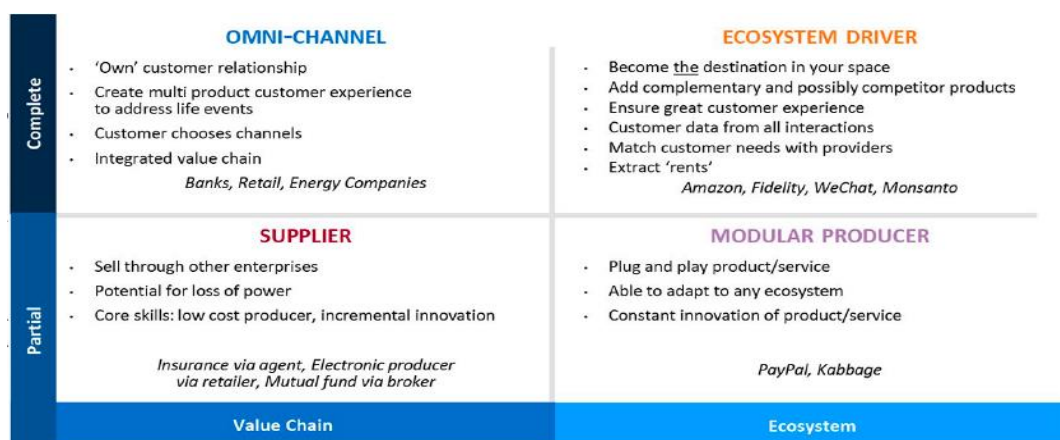 Complete
OMNI-CHANNEL
· 'Own' customer relationship
· Create multi product customer experience
to address life events
· Customer chooses channels
· Integrated value chain
Banks, Retail, Energy Companies
ECOSYSTEM DRIVER
· Become the destination in your space
· Add complementary and possibly competitor products
· Ensure great customer experience
· Customer data from all interactions
· Match customer needs with providers
· Extract 'rents'
Amazon, Fidelity, WeChat, Monsanto
Partial
SUPPLIER
· Sell through other enterprises
· Potential for loss of power
· Core skills: low cost producer, incremental innovation
Insurance via agent, Electronic producer
via retailer, Mutual fund via broker
MODULAR PRODUCER
· Plug and play product/service
· Able to adapt to any ecosystem
· Constant innovation of product/service
PayPal, Kabbage
Value Chain
Ecosystem